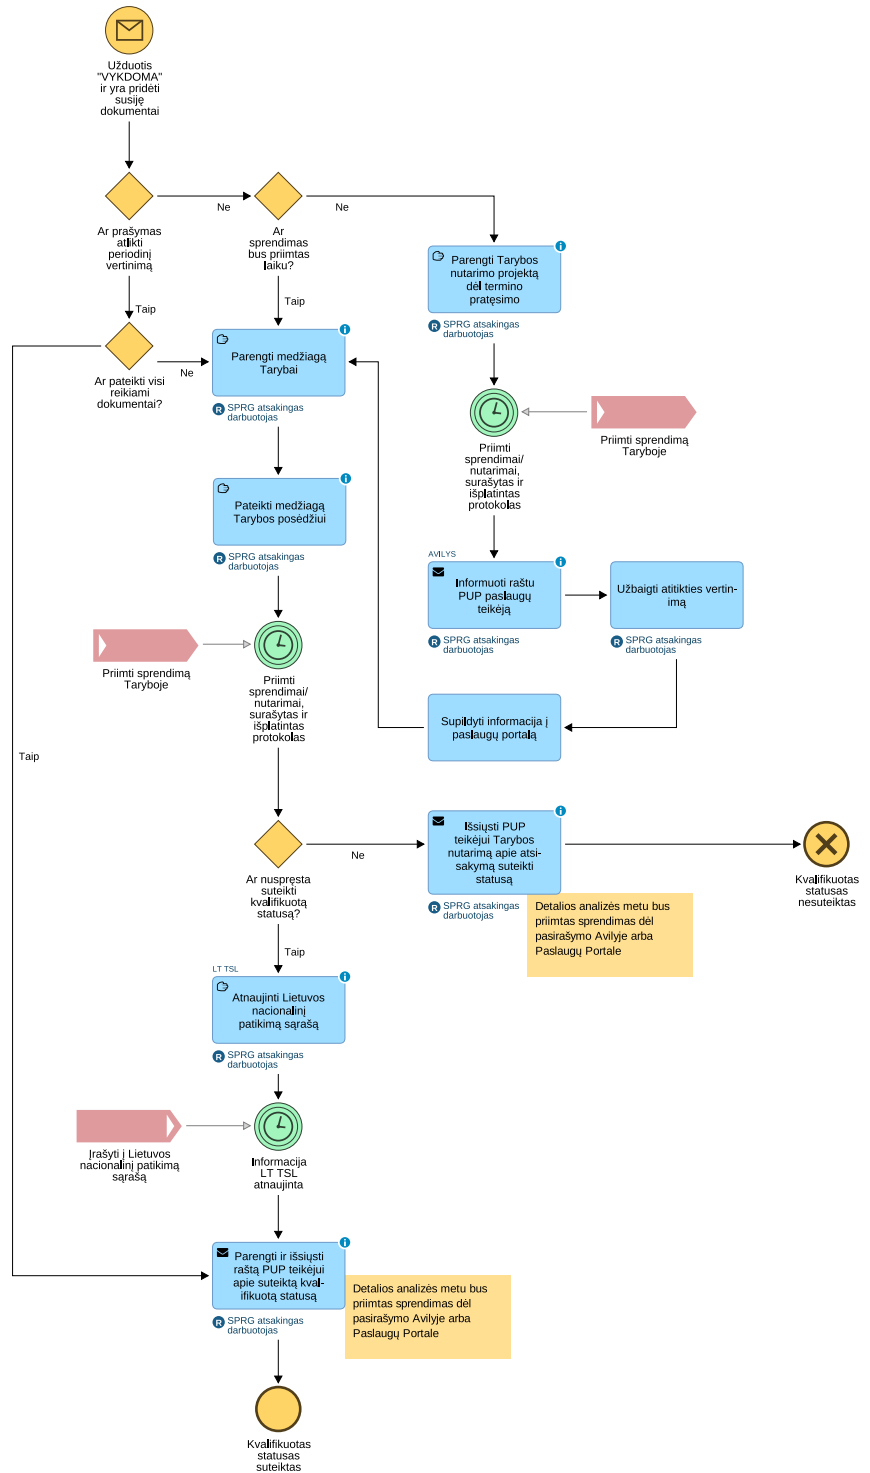 Užduotis
"VYKDOMA"
ir yra pridėti
susiję
dokumentai
Ne
Ne
Ar prašymas
atlikti
periodinį
vertinimą
Ar
sprendimas
bus priimtas
laiku?
Parengti Tarybos
nutarimo projektą
dėl termino
pratęsimo
R SPRG atsakingas
darbuotojas
Taip
Taip
Ne
Ar pateikti visi
reikiami
dokumentai?
Parengti medžiagą
Tarybai
R SPRG atsakingas
darbuotojas
Priimti
sprendimai/
nutarimai,
surašytas ir
išplatintas
protokolas
Priimti sprendimą
Taryboje
Pateikti medžiagą
Tarybos posėdžiui
R SPRG atsakingas
darbuotojas
AVILYS
Informuoti raštu
PUP paslaugų
teikėją
R SPRG atsakingas
darbuotojas
Užbaigti atitikties vertin-
imą
R SPRG atsakingas
darbuotojas
Priimti sprendimą
Taryboje
Priimti
sprendimai/
nutarimai,
surašytas ir
išplatintas
protokolas
Supildyti informacija į
paslaugų portalą
Taip
Ar nuspręsta
suteikti
kvalifikuotą
statusą?
Ne
Išsiųsti PUP
teikėjui Tarybos
nutarimą apie atsi-
sakymą suteikti
statusą
R SPRG atsakingas
darbuotojas
Kvalifikuotas
statusas
nesuteiktas
Detalios analizės metu bus
priimtas sprendimas dėl
pasirašymo Avilyje arba
Paslaugų Portale
Taip
LT TSL
Atnaujinti Lietuvos
nacionalinį
patikimą sąrašą
R SPRG atsakingas
darbuotojas
Įrašyti į Lietuvos
nacionalinį patikimą
sąrašą
Informacija
LT TSL
atnaujinta
Parengti ir išsiųsti
raštą PUP teikėjui
apie suteiktą kval-
ifikuotą statusą
R SPRG atsakingas
darbuotojas
Detalios analizės metu bus
priimtas sprendimas dėl
pasirašymo Avilyje arba
Paslaugų Portale
Kvalifikuotas
statusas
suteiktas